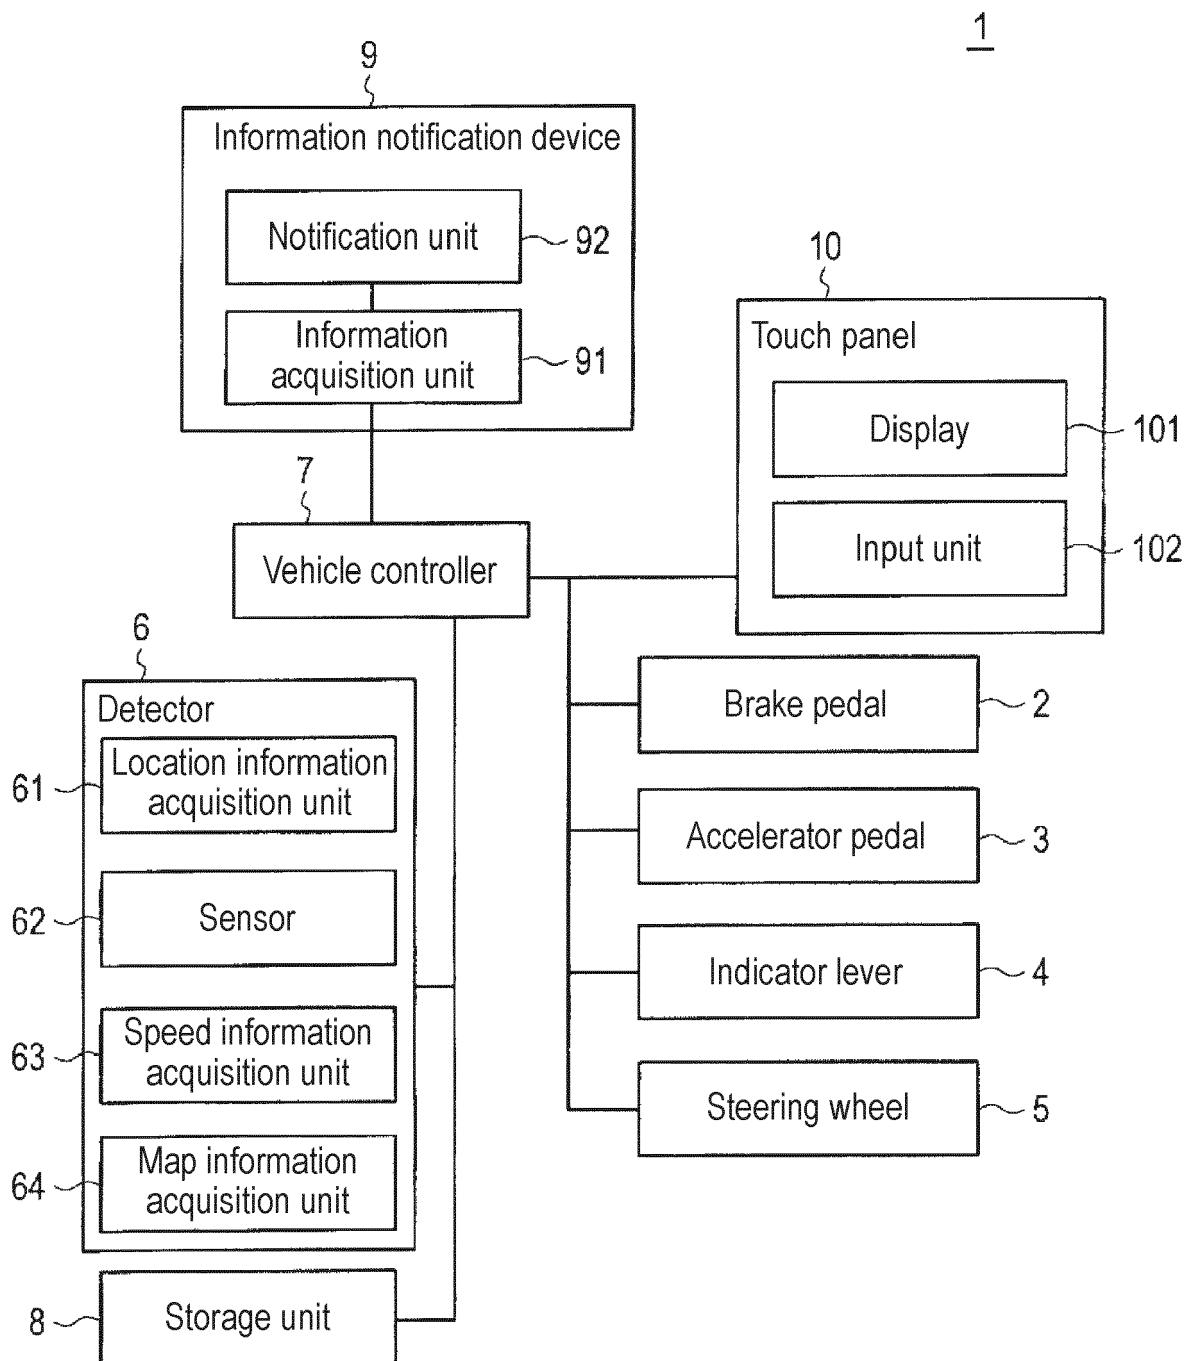 1
9
Information notification device
Notification unit
92
Information
acquisition unit
91
10
Touch panel
Display
101
Input unit
102
7
Vehicle controller
6
Detector
Location information
acquisition unit
61
Sensor
62
Speed information
acquisition unit
63
Map information
acquisition unit
64
Storage unit
8
Brake pedal
2
Accelerator pedal
3
Indicator lever
4
Steering wheel
5